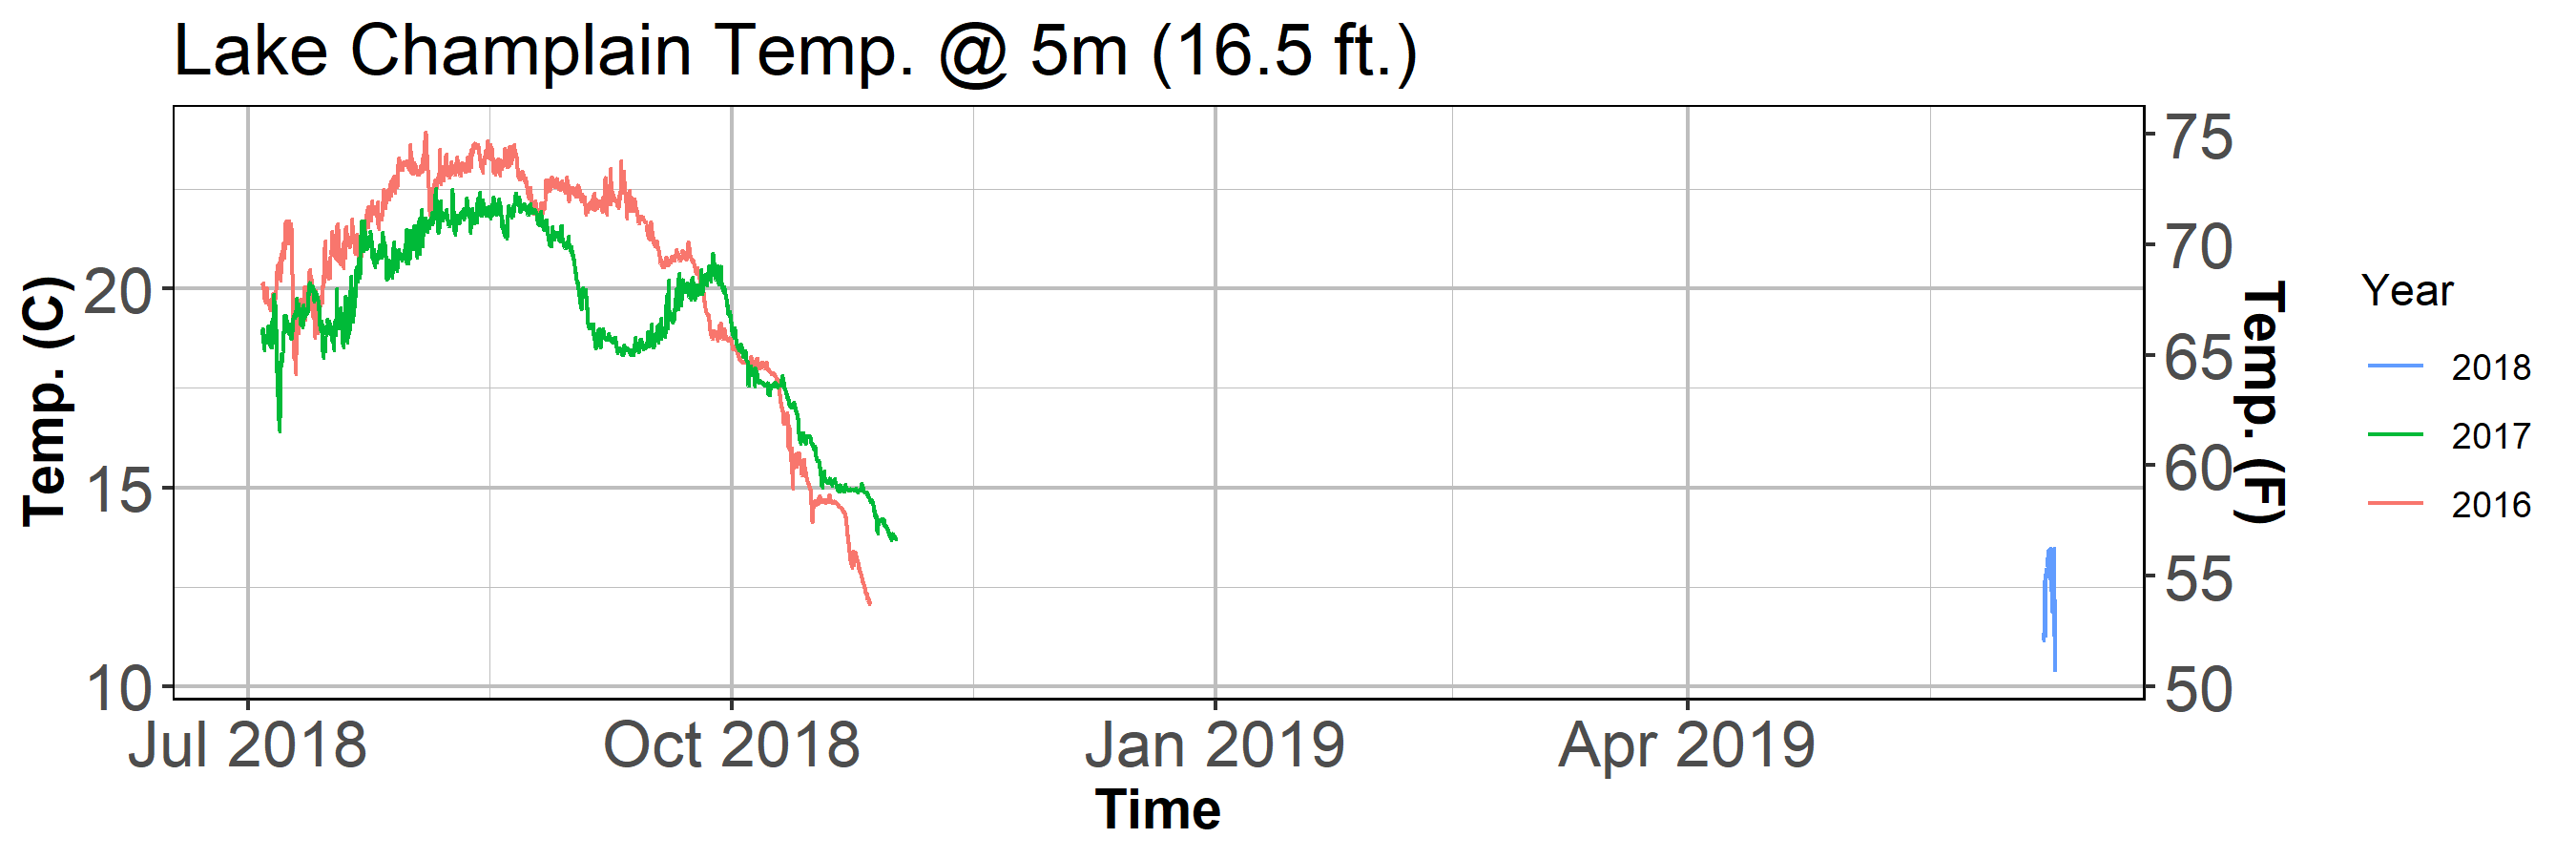 Lake Champlain Temp. @ 5m (16.5 ft.)
Temp. (C)
20
15
10
75
70
65
60
55
50
Temp. (F)
Jul 2018
Oct 2018
Jan 2019
Apr 2019
Time
Year
2018
2017
2016